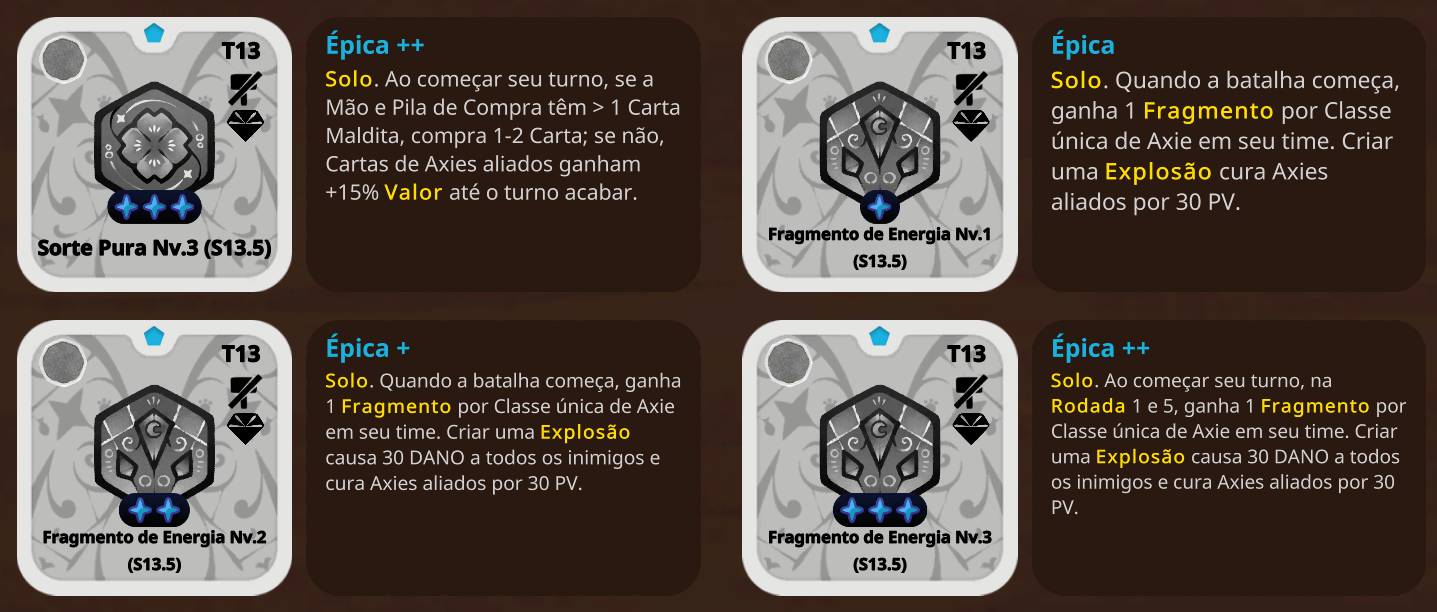 T13
Sorte Pura Nv.3 (S13.5)
Épica ++
Solo. Ao começar seu turno, se a
Mão e Pila de Compra têm > 1 Carta
Maldita, compra 1-2 Carta; se não,
Cartas de Axies aliados ganham
+15% Valor até o turno acabar.
T13
Fragmento de Energia Nv.1
(S13.5)
Épica
Solo. Quando a batalha começa,
ganha 1 Fragmento por Classe
única de Axie em seu time. Criar
uma Explosão cura Axies
aliados por 30 PV.
T13
Fragmento de Energia Nv.2
(S13.5)
Épica +
Solo. Quando a batalha começa, ganha
1 Fragmento por Classe única de Axie
em seu time. Criar uma Explosão
causa 30 DANO a todos os inimigos e
cura Axies aliados por 30 PV.
T13
Fragmento de Energia Nv.3
(S13.5)
Épica ++
Solo. Ao começar seu turno, na
Rodada 1 e 5, ganha 1 Fragmento por
Classe única de Axie em seu time. Criar
uma Explosão causa 30 DANO a todos
os inimigos e cura Axies aliados por 30
PV.